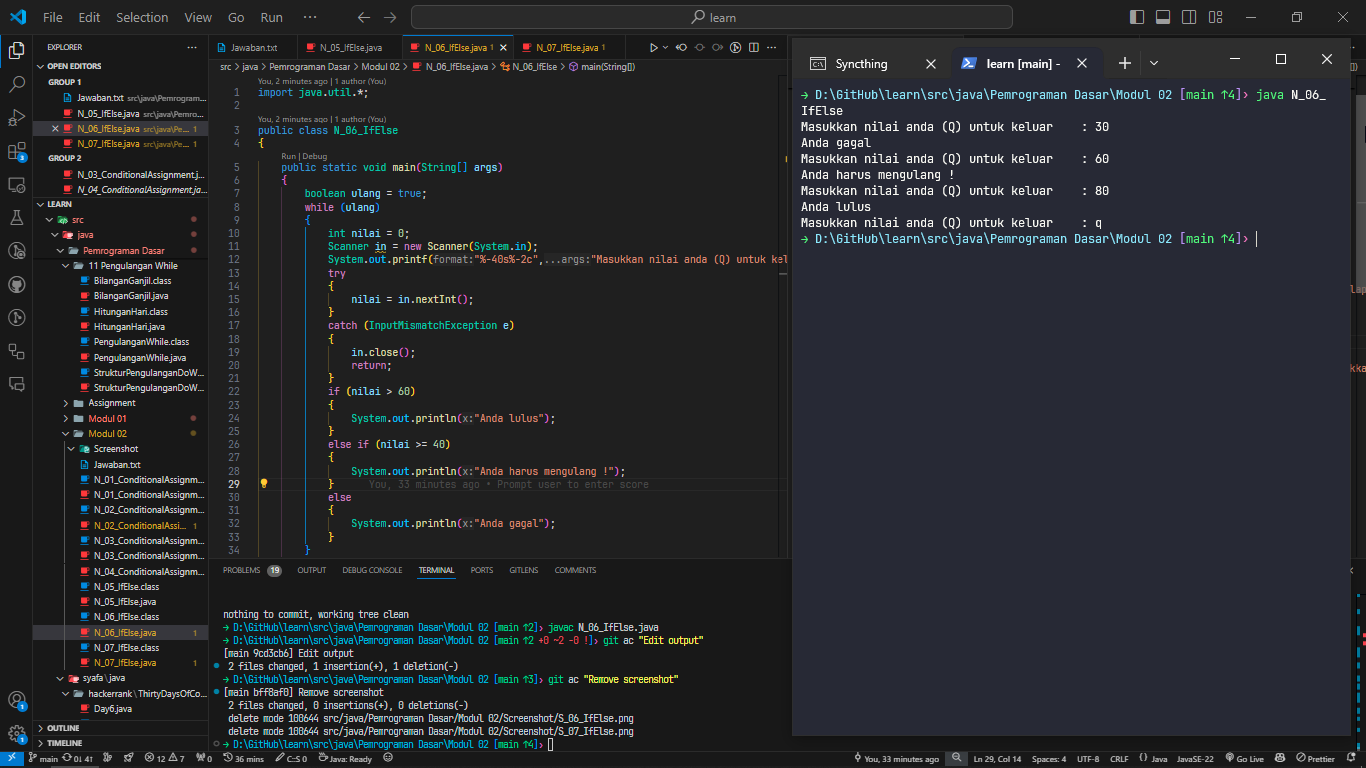 File Edit Selection View Go Run ··· learn
EXPLORER
OPEN EDITORS
GROUP 1
Jawaban.txt src\java\Pemrogram...
N_05_IfElse.java src\java\Pemro...
N_06_IfElse.java src\java\Pe... 1
N_07_IfElse.java src\java\Pe... 1
GROUP 2
N_03_ConditionalAssignment.j...
N_04_ConditionalAssignment.ja...
LEARN
src
java
Pemrograman Dasar
11 Pengulangan While
BilanganGanjil.class
BilanganGanjil.java
HitunganHari.class
HitunganHari.java
PengulanganWhile.class
PengulanganWhile.java
StrukturPengulanganDoW...
StrukturPengulanganDoW...
Assignment
Modul 01
Modul 02
Screenshot
Jawaban.txt
N_01_ConditionalAssignm...
N_01_ConditionalAssignm...
N_02_ConditionalAssignm...
N_02_ConditionalAssi... 1
N_03_ConditionalAssignm...
N_03_ConditionalAssignm...
N_04_ConditionalAssignm...
N_05_IfElse.class
N_05_IfElse.java
N_06_IfElse.class
N_06_IfElse.java 1
N_07_IfElse.class
N_07_IfElse.java 1
syafa\java
hackerrank\ThirtyDaysOfCo...
Day6.java
OUTLINE
TIMELINE
Jawaban.txt N_05_IfElse.java N_06_IfElse.java 1 N_07_IfElse.java 1
src > java > Pemrograman Dasar > Modul 02 > N_06_IfElse.java > N_06_IfElse > main(String[])
You, 2 minutes ago | 1 author (You)
1 import java.util.*;
2
You, 2 minutes ago | 1 author (You)
3 public class N_06_IfElse
4 {
Run | Debug
5 public static void main(String[] args)
6 {
7 boolean ulang = true;
8 while (ulang)
9 {
10 int nilai = 0;
11 Scanner in = new Scanner(System.in);
12 System.out.printf(format:"%-40s%-2c",...args:"Masukkan nilai anda (Q) untuk kel
13 try
14 {
15 nilai = in.nextInt();
16 }
17 catch (InputMismatchException e)
18 {
19 in.close();
20 return;
21 }
22 if (nilai > 60)
23 {
24 System.out.println(x:"Anda lulus");
25 }
26 else if (nilai >= 40)
27 {
28 System.out.println(x:"Anda harus mengulang !");
29 } You, 33 minutes ago • Prompt user to enter score
30 else
31 {
32 System.out.println(x:"Anda gagal");
33 }
34 }
PROBLEMS 19 OUTPUT DEBUG CONSOLE TERMINAL PORTS GITLENS COMMENTS
nothing to commit, working tree clean
→ D:\GitHub\learn\src\java\Pemrograman Dasar\Modul 02 [main ↑2]› javac N_06_IfElse.java
→ D:\GitHub\learn\src\java\Pemrograman Dasar\Modul 02 [main ↑2 +0 ~2 -0 !]› git ac "Edit output"
[main 9cd3cb6] Edit output
2 files changed, 1 insertion(+), 1 deletion(-)
→ D:\GitHub\learn\src\java\Pemrograman Dasar\Modul 02 [main ↑3]› git ac "Remove screenshot"
[main bff8af0] Remove screenshot
2 files changed, 0 insertions(+), 0 deletions(-)
delete mode 100644 src/java/Pemrograman Dasar/Modul 02/Screenshot/S_06_IfElse.png
delete mode 100644 src/java/Pemrograman Dasar/Modul 02/Screenshot/S_07_IfElse.png
→ D:\GitHub\learn\src\java\Pemrograman Dasar\Modul 02 [main ↑4]›
Syncthing learn [main] -
→ D:\GitHub\learn\src\java\Pemrograman Dasar\Modul 02 [main ↑4]› java N_06_
IfElse
Masukkan nilai anda (Q) untuk keluar : 30
Anda gagal
Masukkan nilai anda (Q) untuk keluar : 60
Anda harus mengulang !
Masukkan nilai anda (Q) untuk keluar : 80
Anda lulus
Masukkan nilai anda (Q) untuk keluar : q
→ D:\GitHub\learn\src\java\Pemrograman Dasar\Modul 02 [main ↑4]›
main 0↓ 4↑ 12 7 0 36 mins C:S 0 Java: Ready You, 33 minutes ago Ln 29, Col 14 Spaces: 4 UTF-8 CRLF {} Java JavaSE-22 Go Live Prettier